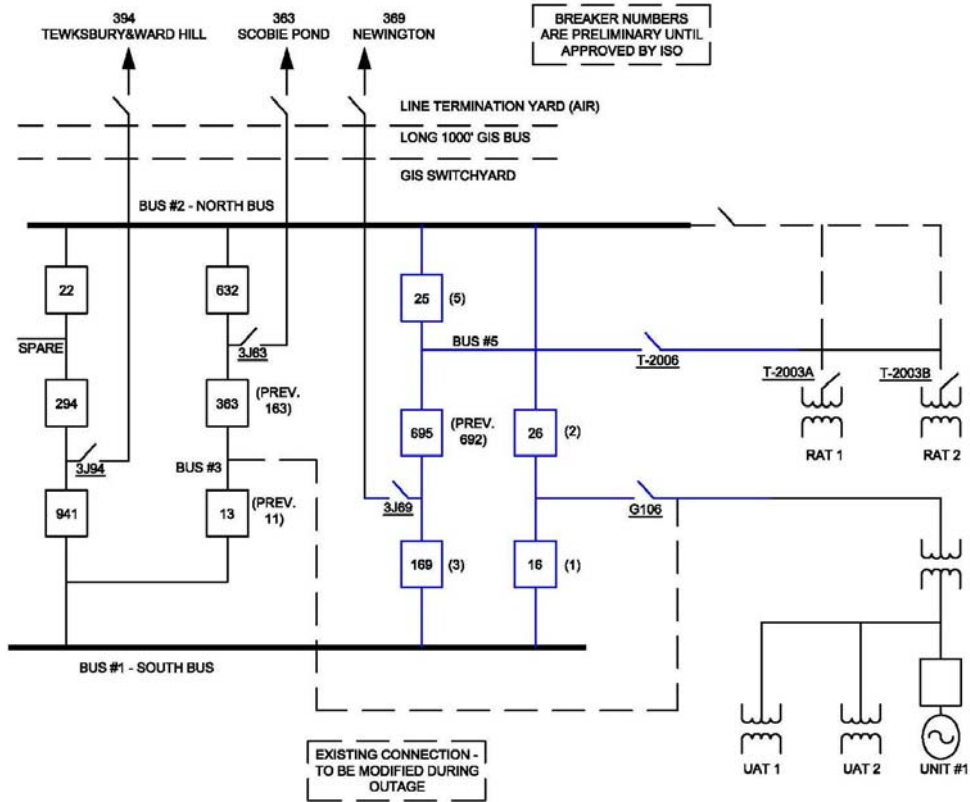 394
TEWKSBURY&WARD HILL
363
SCOBIE POND
369
NEWINGTON
BREAKER NUMBERS
ARE PRELIMINARY UNTIL
APPROVED BY ISO
LINE TERMINATION YARD (AIR)
LONG 1000' GIS BUS
GIS SWITCHYARD
BUS #2 - NORTH BUS
22
632
25
(5)
SPARE
3J63
BUS #5
T-2006
T-2003A
T-2003B
294
363
(PREV.
163)
695
(PREV.
692)
26
(2)
RAT 1
RAT 2
3J94
BUS #3
3J69
G106
941
13
(PREV.
11)
169
(3)
16
(1)
BUS #1 - SOUTH BUS
EXISTING CONNECTION -
TO BE MODIFIED DURING
OUTAGE
UAT 1
UAT 2
UNIT #1